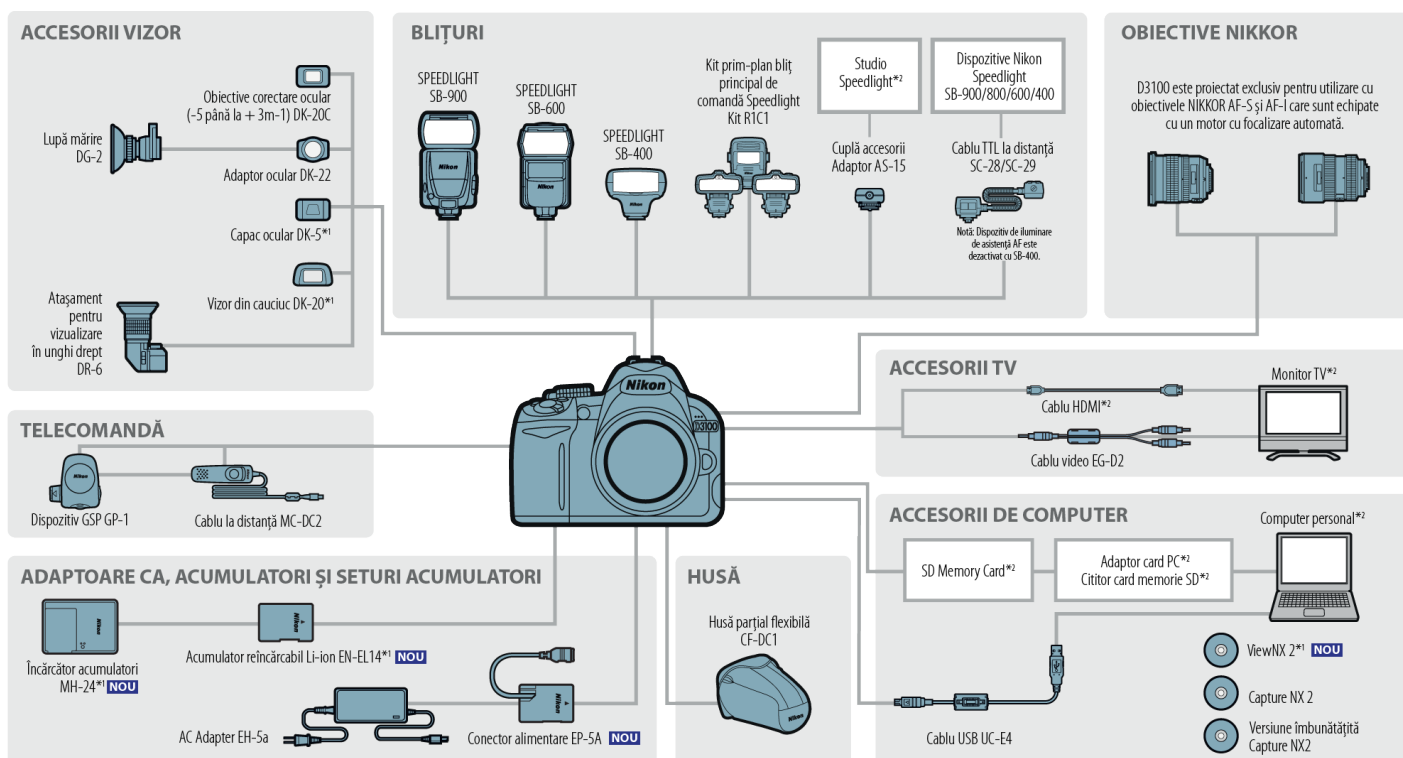 ACCESORII VIZOR
Obiective corectare ocular
(-5 până la + 3m-1) DK-20C
Lupă mărire
DG-2
Adaptor ocular DK-22
Capac ocular DK-5*¹
Vizor din cauciuc DK-20*¹
Atașament
pentru
vizualizare
în unghi drept
DR-6
BLIȚURI
SPEEDLIGHT
SB-900
Nikon
SPEEDLIGHT
SB-600
Nikon
SPEEDLIGHT
SB-400
Nikon
Kit prim-plan bliț
principal de
comandă Speedlight
Kit R1C1
Studio
Speedlight*²
Cuplă accesorii
Adaptor AS-15
Dispozitive Nikon
Speedlight
SB-900/800/600/400
Cablu TTL la distanță
SC-28/SC-29
Notă: Dispozitiv de iluminare
de asistență AF este
dezactivat cu SB-400.
OBIECTIVE NIKKOR
D3100 este proiectat exclusiv pentru utilizare cu
obiectivele NIKKOR AF-S și AF-I care sunt echipate
cu un motor cu focalizare automată.
Nikon
D3100
TELECOMANDĂ
Nikon
Dispozitiv GSP GP-1
Cablu la distanță MC-DC2
ACCESORII TV
Cablu HDMI*²
Monitor TV*²
Cablu video EG-D2
ACCESORII DE COMPUTER
Computer personal*²
SD Memory Card*²
Adaptor card PC*²
Cititor card memorie SD*²
ViewNX 2*¹ NOU
Capture NX 2
Versiune îmbunătățită
Capture NX2
Cablu USB UC-E4
ADAPTOARE CA, ACUMULATORI ȘI SETURI ACUMULATORI
Nikon
Nikon
Încărcător acumulatori
MH-24*¹ NOU
Acumulator reîncărcabil Li-ion EN-EL14*¹ NOU
Nikon
AC Adapter EH-5a
Conector alimentare EP-5A NOU
HUSĂ
Husă parțial flexibilă
CF-DC1
Nikon